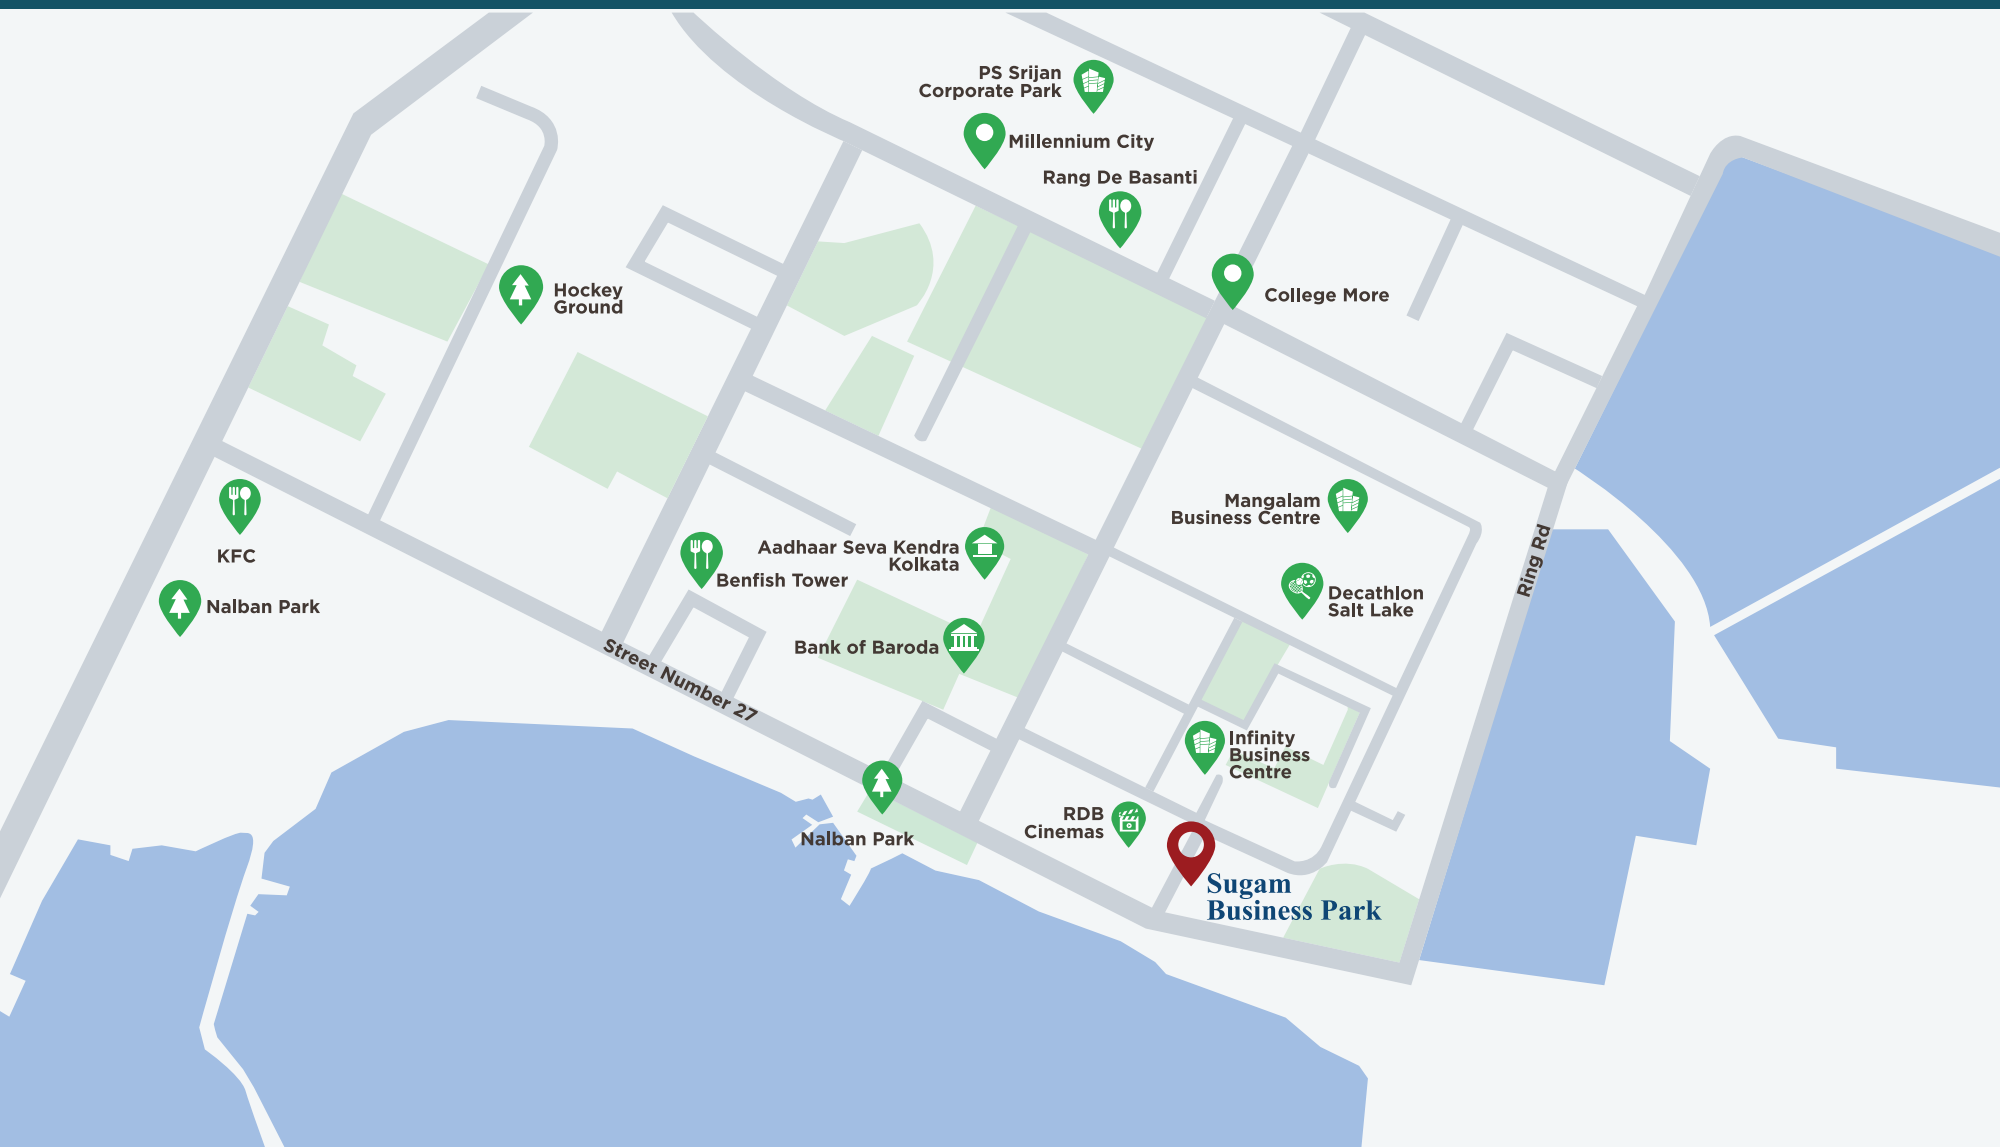 PS Srijan
Corporate Park
Millennium City
Rang De Basanti
Hockey
Ground
College More
Mangalam
Business Centre
KFC
Aadhaar Seva Kendra
Kolkata
Benfish Tower
Ring Rd
Nalban Park
Decathlon
Salt Lake
Bank of Baroda
Street Number 27
Infinity
Business
Centre
RDB
Cinemas
Nalban Park
Sugam
Business Park